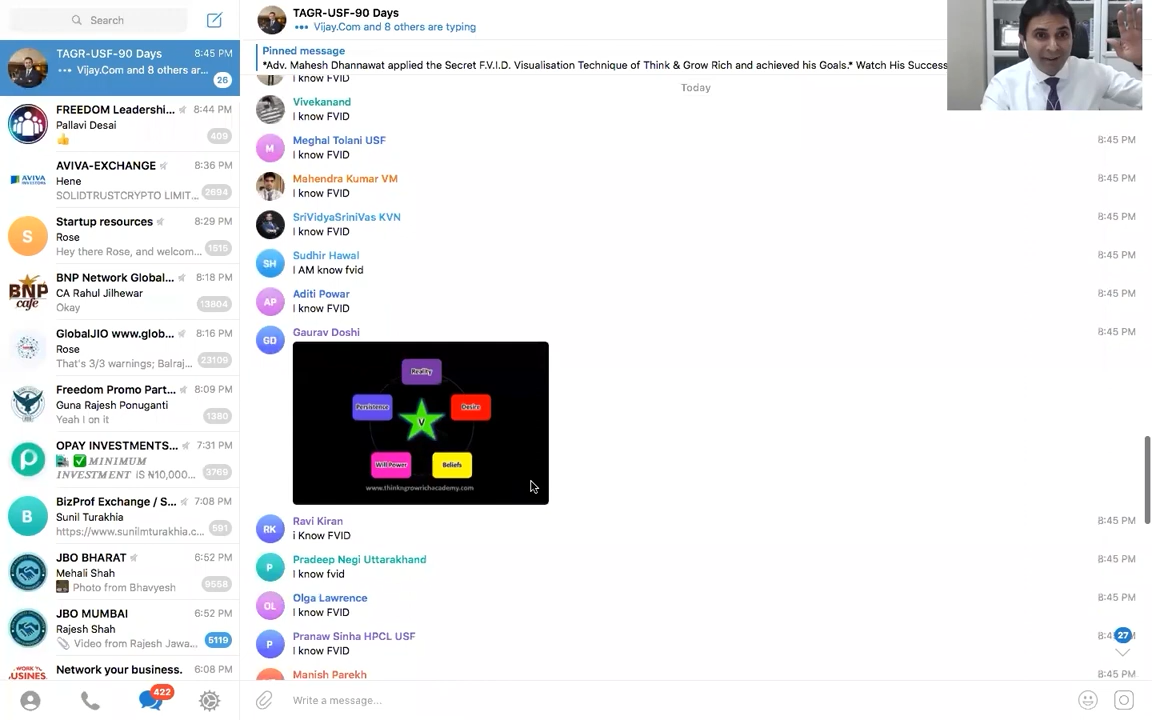 Search
TAGR-USF-90 Days
8:45 PM
Vijay.Com and 8 others ar...
26
FREEDOM Leadershi...
8:44 PM
Pallavi Desai
409
AVIVA-EXCHANGE
8:36 PM
AVIVA
Hene
SOLIDTRUSTCRYPTO LIMIT...
2694
Startup resources
8:29 PM
S
Rose
Hey there Rose, and welcom...
1515
BNP Network Global...
8:18 PM
BNP
cafe
CA Rahul Jilhewar
Okay
13804
GlobalJIO www.glob...
8:16 PM
Rose
That's 3/3 warnings; Balraj...
23109
Freedom Promo Part...
8:09 PM
Guna Rajesh Ponuganti
Yeah I on it
1380
OPAY INVESTMENTS...
7:31 PM
MINIMUM
INVESTMENT IS ₦10,000...
3769
BizProf Exchange / S...
7:08 PM
B
Sunil Turakhia
https://www.sunilmturakhia.c...
591
JBO BHARAT
6:52 PM
Mehali Shah
Photo from Bhavyesh
9558
JBO MUMBAI
6:52 PM
Rajesh Shah
Video from Rajesh Jawa...
5119
Network your business.
6:08 PM
422
TAGR-USF-90 Days
Vijay.Com and 8 others are typing
Pinned message
*Adv. Mahesh Dhannawat applied the Secret F.V.I.D. Visualisation Technique of Think & Grow Rich and achieved his Goals.* Watch His Success
I know FVID
Today
Vivekanand
I know FVID
Meghal Tolani USF
8:45 PM
M
I know FVID
Mahendra Kumar VM
8:45 PM
I know FVID
SriVidyaSriniVas KVN
8:45 PM
I know FVID
Sudhir Hawal
8:45 PM
SH
I AM know fvid
Aditi Powar
8:45 PM
AP
I know FVID
Gaurav Doshi
8:45 PM
GD
Reality
Persistence
Desire
V
Will Power
Beliefs
www.thinkngrowrichacademy.com
Ravi Kiran
8:45 PM
RK
i Know FVID
Pradeep Negi Uttarakhand
8:45 PM
P
I know fvid
Olga Lawrence
8:45 PM
OL
I know FVID
Pranaw Sinha HPCL USF
27
P
I know FVID
Manish Parekh
8:45 PM
Write a message...